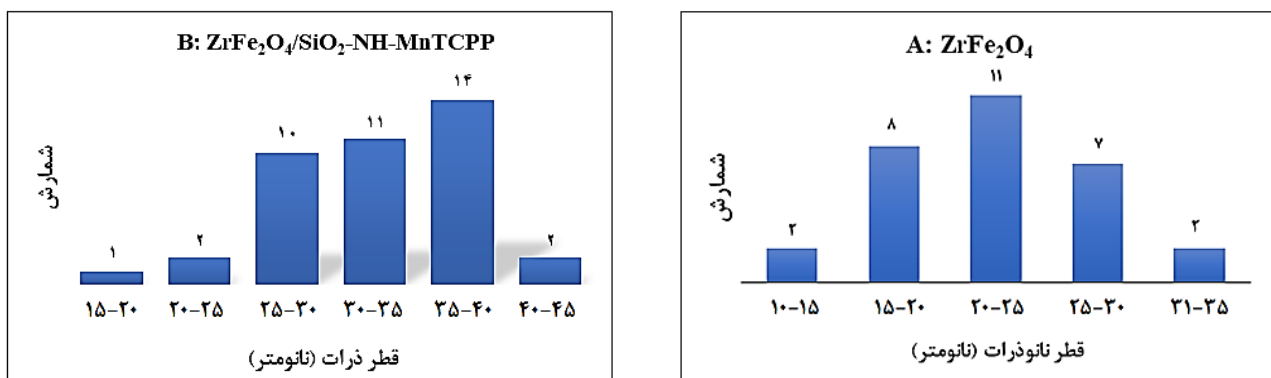 A: ZrFe₂O₄
شمارش
۲
۸
۱۱
۷
۲
۱۰-۱۵ ۱۵-۲۰ ۲۰-۲۵ ۲۵-۳۰ ۳۱-۳۵
قطر نانوذرات (نانومتر)
B: ZrFe₂O₄/SiO₂-NH-MnTCPP
شمارش
۱
۲
۱۰
۱۱
۱۴
۲
۱۵-۲۰ ۲۰-۲۵ ۲۵-۳۰ ۳۰-۳۵ ۳۵-۴۰ ۴۰-۴۵
قطر ذرات (نانومتر)